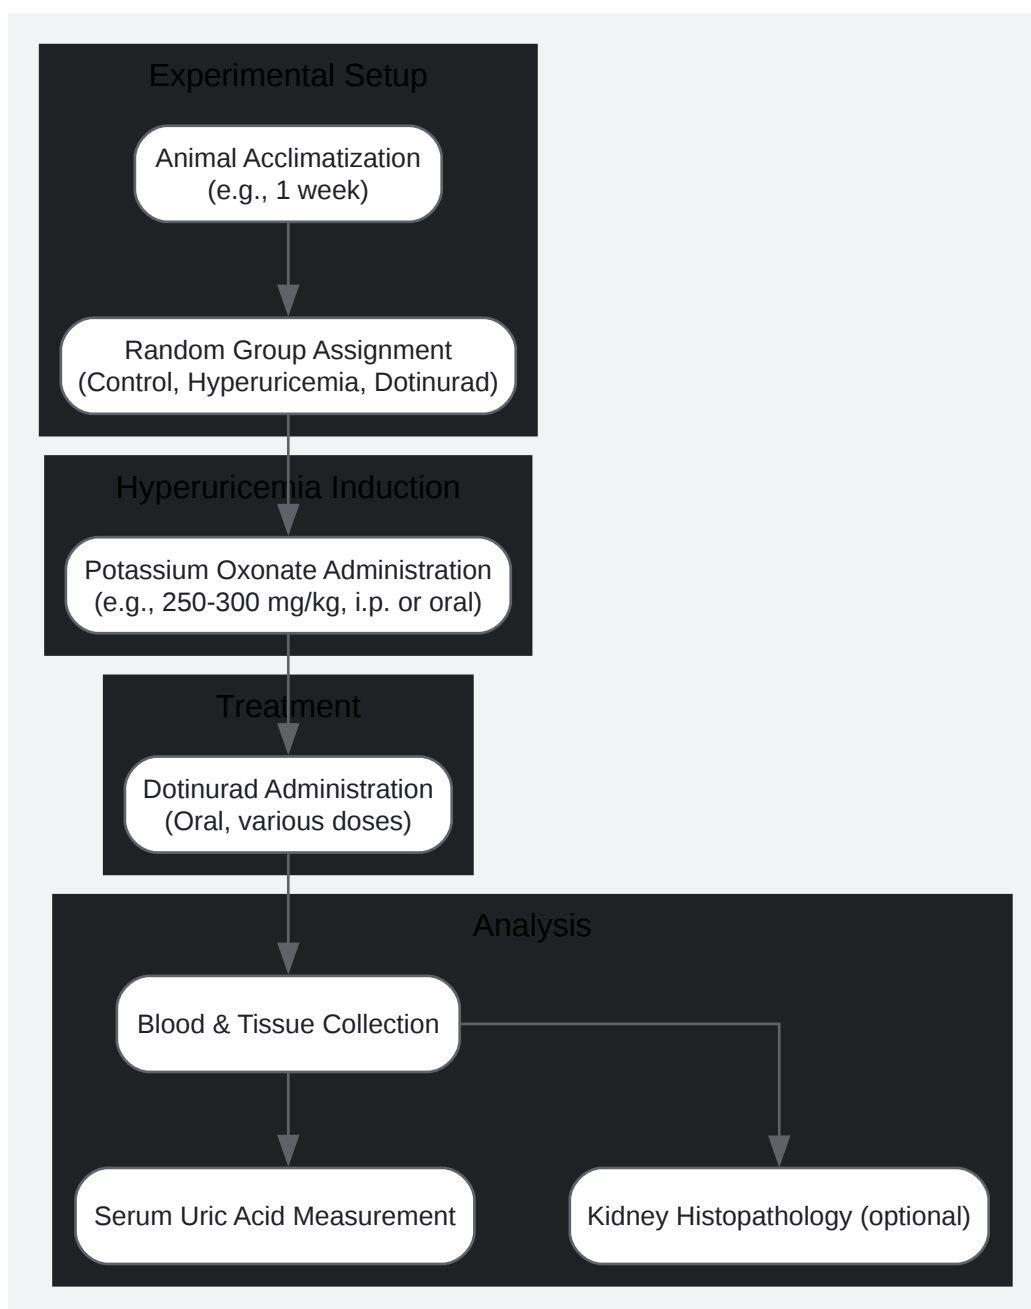 Experimental Setup
Animal Acclimatization
(e.g., 1 week)
Random Group Assignment
(Control, Hyperuricemia, Dotinurad)
Hyperuricemia Induction
Potassium Oxonate Administration
(e.g., 250-300 mg/kg, i.p. or oral)
Treatment
Dotinurad Administration
(Oral, various doses)
Analysis
Blood & Tissue Collection
Serum Uric Acid Measurement
Kidney Histopathology (optional)